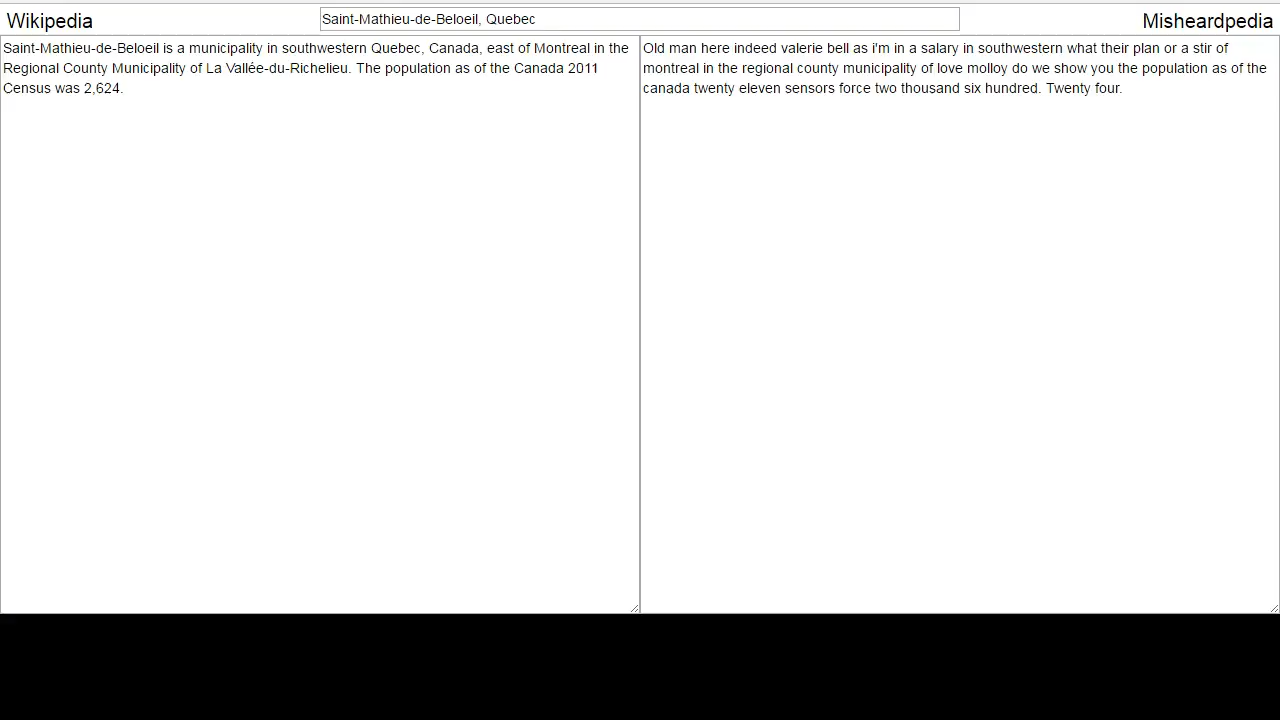 Wikipedia
Saint-Mathieu-de-Beloeil, Quebec
Misheardpedia
Saint-Mathieu-de-Beloeil is a municipality in southwestern Quebec, Canada, east of Montreal in the
Regional County Municipality of La Vallée-du-Richelieu. The population as of the Canada 2011
Census was 2,624.
Old man here indeed valerie bell as i'm in a salary in southwestern what their plan or a stir of
montreal in the regional county municipality of love molloy do we show you the population as of the
canada twenty eleven sensors force two thousand six hundred. Twenty four.